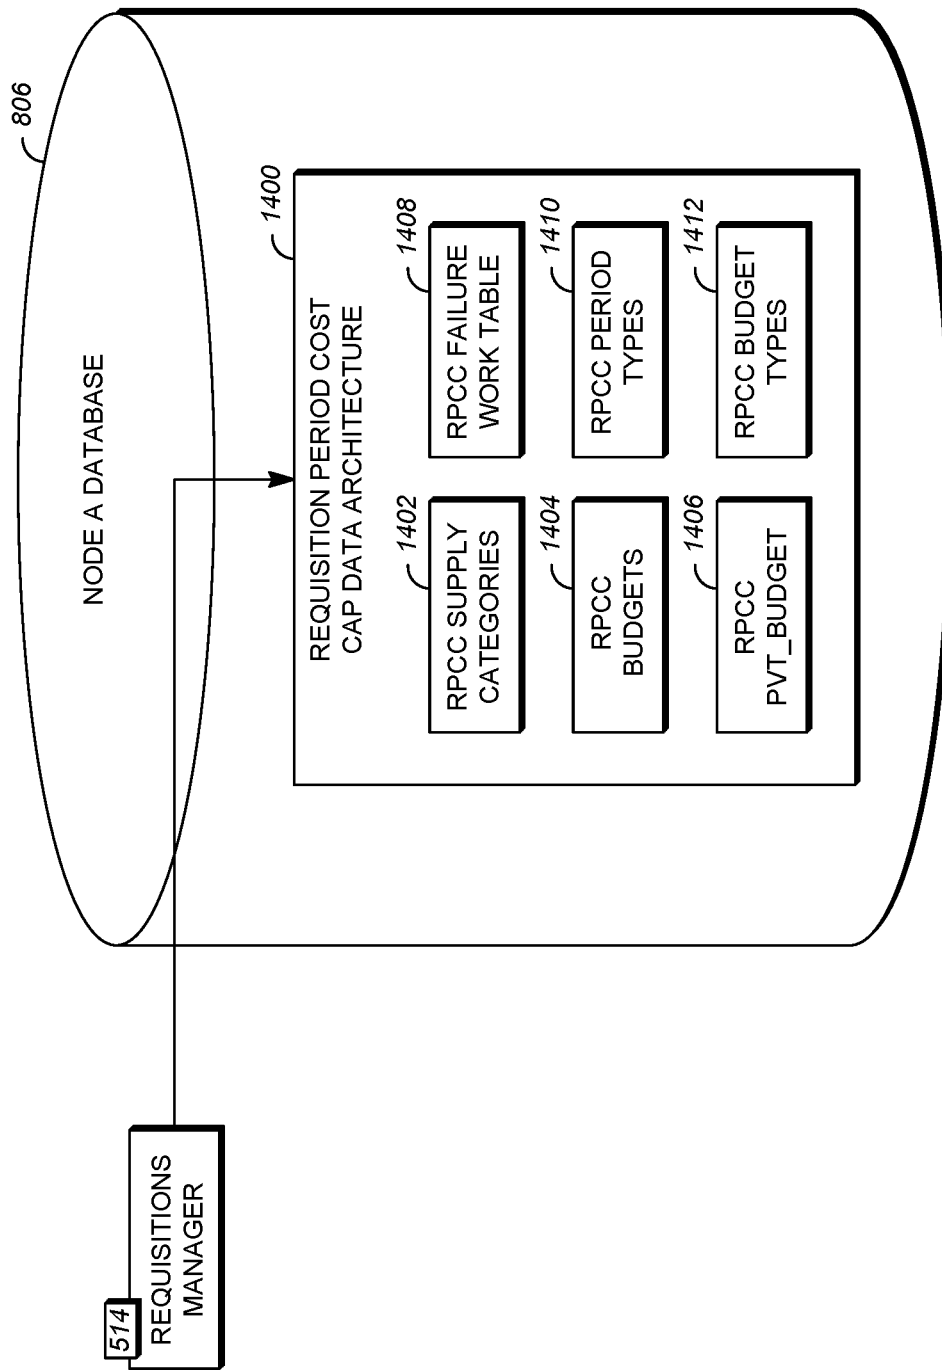 806
NODE A DATABASE
1400
REQUISITION PERIOD COST
CAP DATA ARCHITECTURE
1402
RPCC SUPPLY
CATEGORIES
1408
RPCC FAILURE
WORK TABLE
1404
RPCC
BUDGETS
1410
RPCC PERIOD
TYPES
1406
RPCC
PVT_BUDGET
1412
RPCC BUDGET
TYPES
514
REQUISITIONS
MANAGER